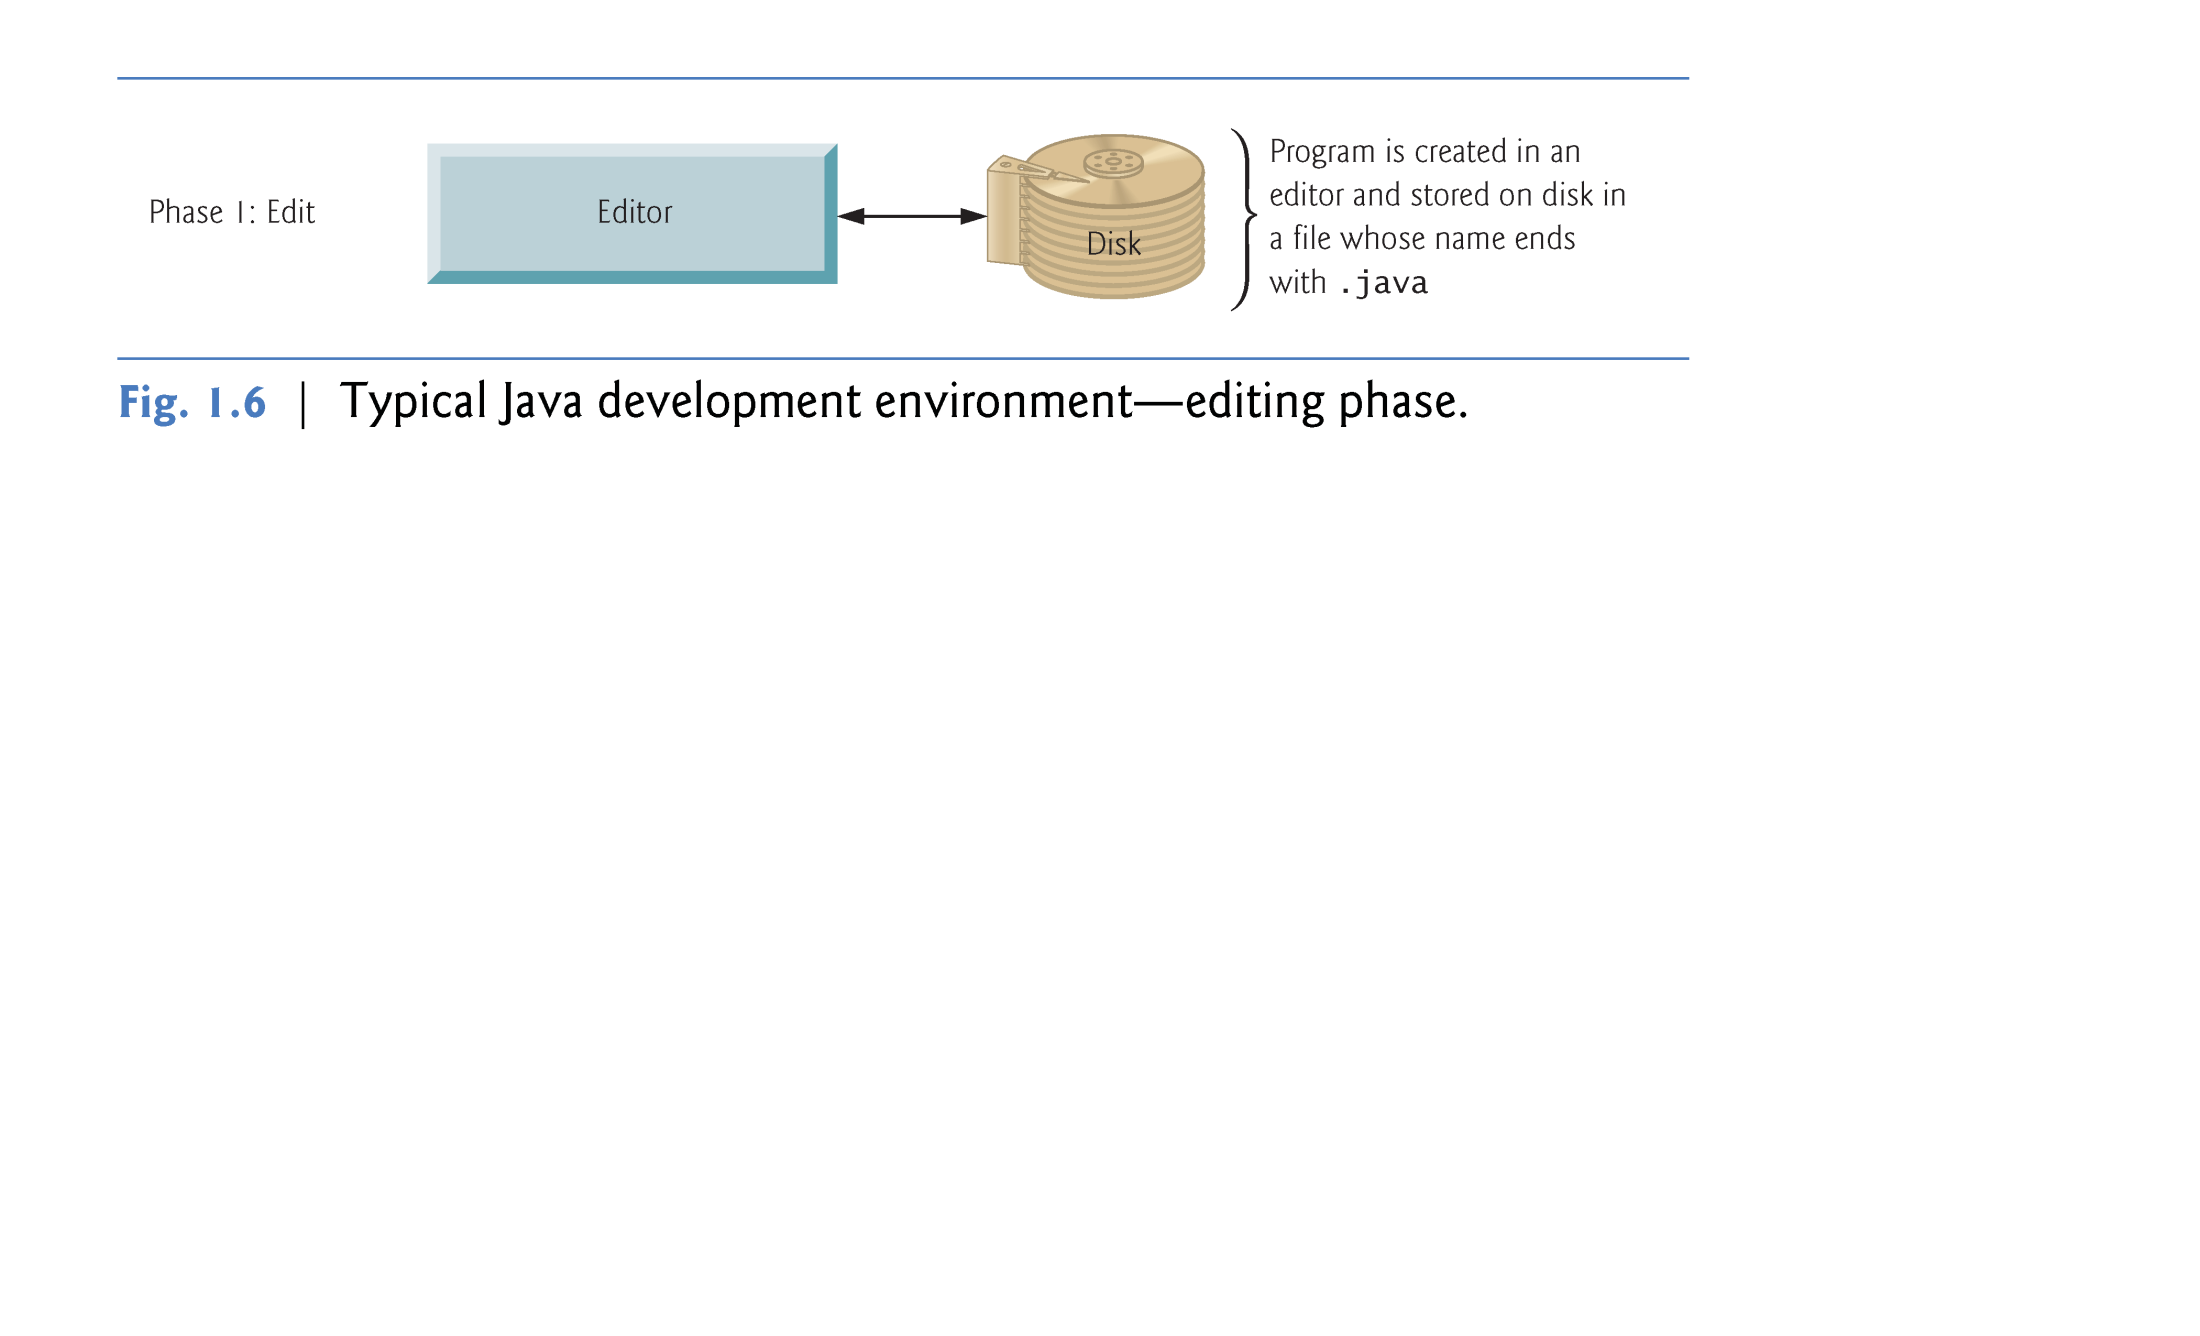 Phase 1: Edit
Editor
Disk
Program is created in an
editor and stored on disk in
a file whose name ends
with .java
Fig. 1.6 | Typical Java development environment—editing phase.